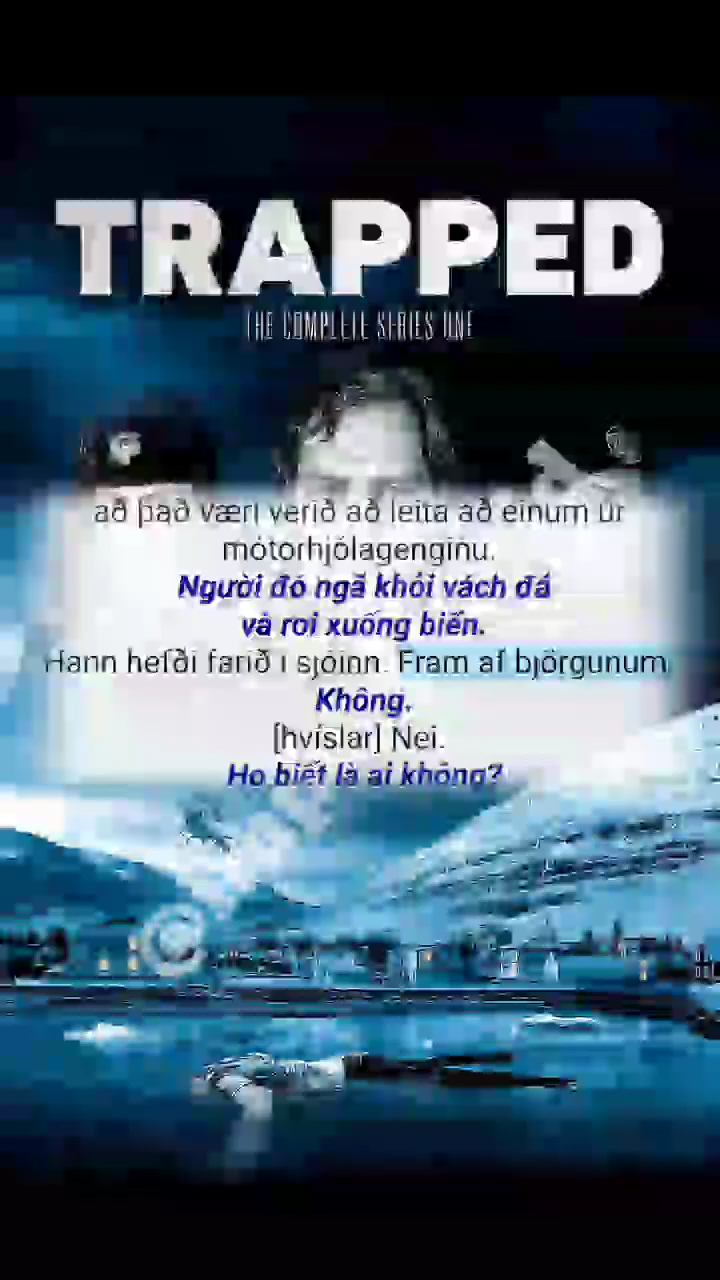 TRAPPED
THE COMPLETE SERIES ONE
að það væri verið að leita að einum úr
mótorhjólagenginu.
Người đó ngã khỏi vách đá
và rơi xuống biển.
Hann hefði farið í sjóinn. Fram af björgunum.
Không.
[hvíslar] Nei.
Họ biết là ai không?
©